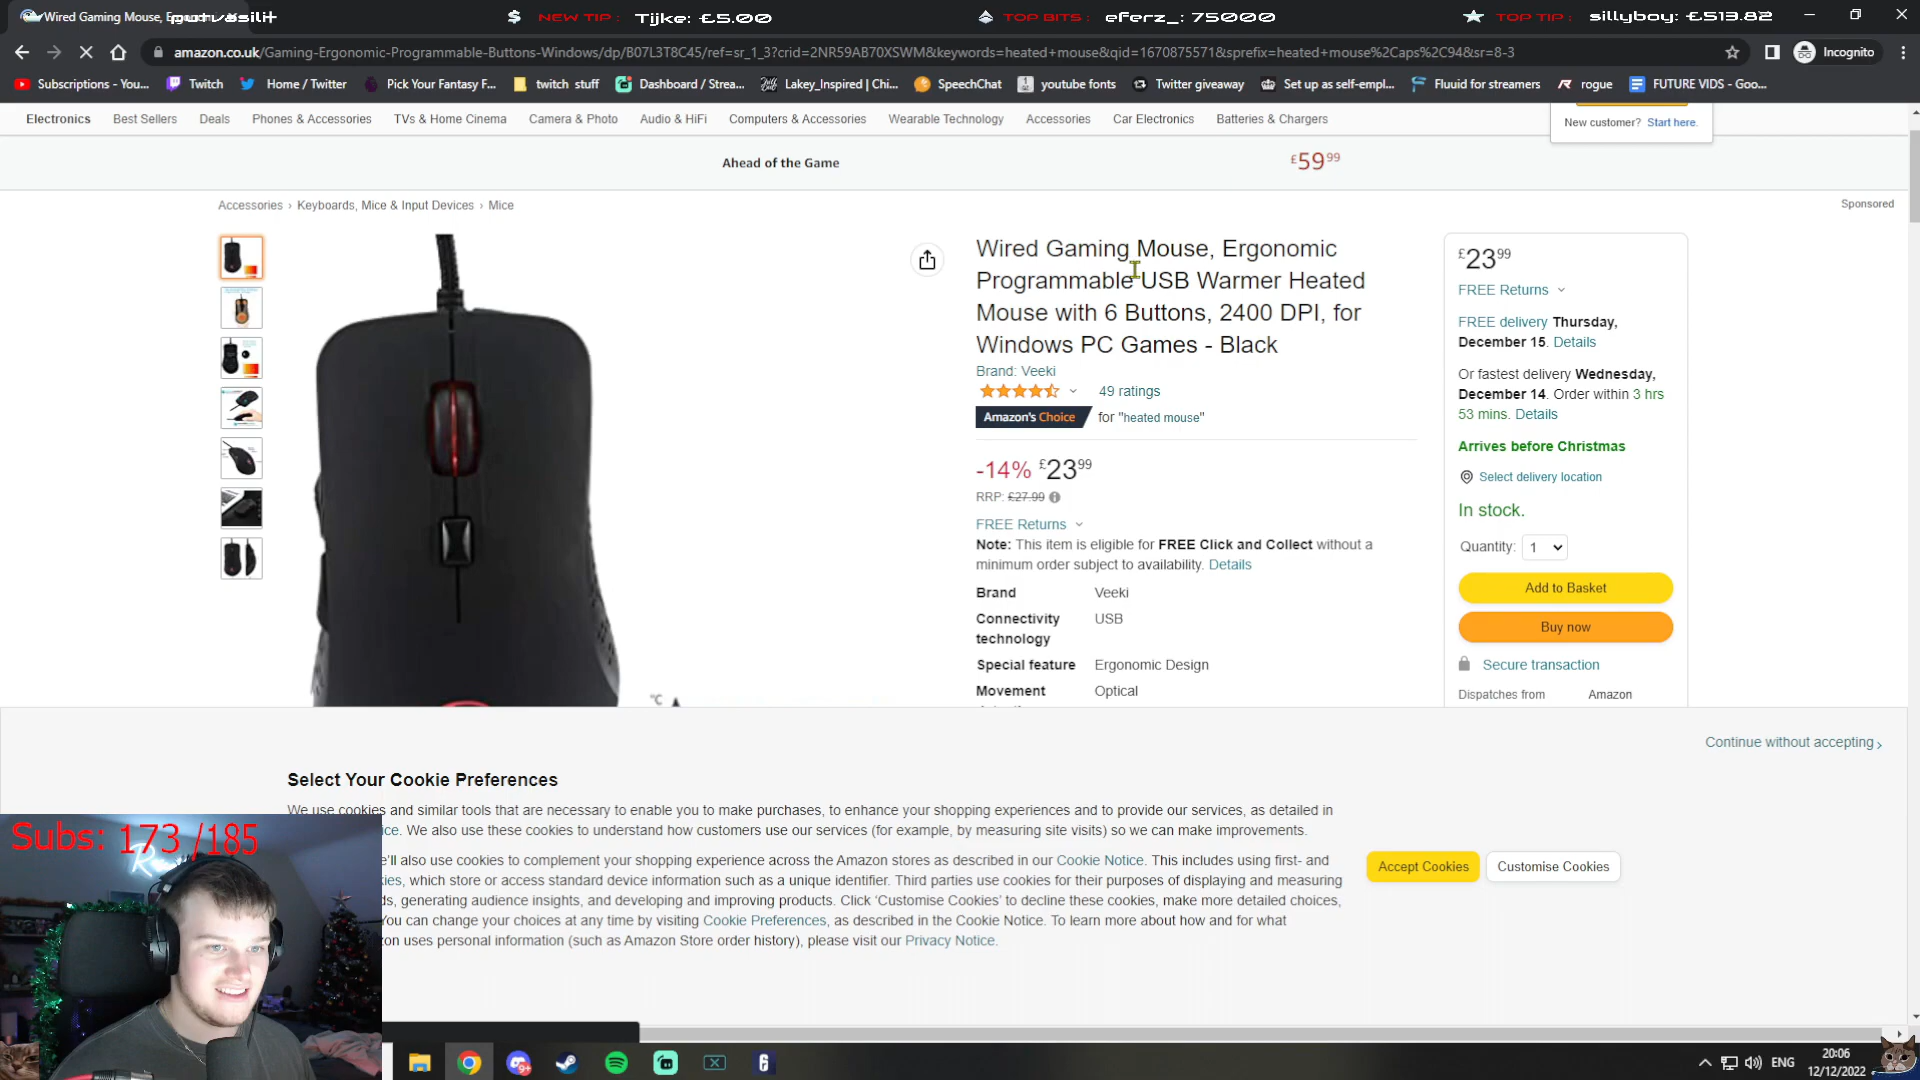 Wired Gaming Mouse, Ergonomi
NEW TIP : Tijke: £5.00
TOP BITS : eferz_: 75000
TOP TIP : sillyboy: £513.82
amazon.co.uk/Gaming-Ergonomic-Programmable-Buttons-Windows/dp/B07L3T8C45/ref=sr_1_3?crid=2NR59AB70XSWM&keywords=heated+mouse&qid=1670875571&sprefix=heated+mouse%2Caps%2C94&sr=8-3
Incognito
Subscriptions - You...
Twitch
Home / Twitter
Pick Your Fantasy F...
twitch stuff
Dashboard / Strea...
Lakey_Inspired | Chi...
SpeechChat
youtube fonts
Twitter giveaway
Set up as self-empl...
Fluuid for streamers
rogue
FUTURE VIDS - Goo...
Electronics Best Sellers Deals Phones & Accessories TVs & Home Cinema Camera & Photo Audio & HiFi Computers & Accessories Wearable Technology Accessories Car Electronics Batteries & Chargers
New customer? Start here.
Ahead of the Game
£59.99
Accessories › Keyboards, Mice & Input Devices › Mice
Sponsored
Wired Gaming Mouse, Ergonomic
Programmable USB Warmer Heated
Mouse with 6 Buttons, 2400 DPI, for
Windows PC Games - Black
Brand: Veeki
49 ratings
Amazon's Choice for "heated mouse"
-14% £23.99
RRP: £27.99
FREE Returns
Note: This item is eligible for FREE Click and Collect without a
minimum order subject to availability. Details
Brand Veeki
Connectivity USB
technology
Special feature Ergonomic Design
Movement Optical
°C
£23.99
FREE Returns
FREE delivery Thursday,
December 15. Details
Or fastest delivery Wednesday,
December 14. Order within 3 hrs
53 mins. Details
Arrives before Christmas
Select delivery location
In stock.
Quantity: 1
Add to Basket
Buy now
Secure transaction
Dispatches from Amazon
Continue without accepting
Select Your Cookie Preferences
We use cookies and similar tools that are necessary to enable you to make purchases, to enhance your shopping experiences and to provide our services, as detailed in
ice. We also use these cookies to understand how customers use our services (for example, by measuring site visits) so we can make improvements.
e'll also use cookies to complement your shopping experience across the Amazon stores as described in our Cookie Notice. This includes using first- and
ies, which store or access standard device information such as a unique identifier. Third parties use cookies for their purposes of displaying and measuring
ds, generating audience insights, and developing and improving products. Click 'Customise Cookies' to decline these cookies, make more detailed choices,
You can change your choices at any time by visiting Cookie Preferences, as described in the Cookie Notice. To learn more about how and for what
on uses personal information (such as Amazon Store order history), please visit our Privacy Notice.
Accept Cookies
Customise Cookies
Subs: 173 /185
9+
6
ENG
20:06
12/12/2022